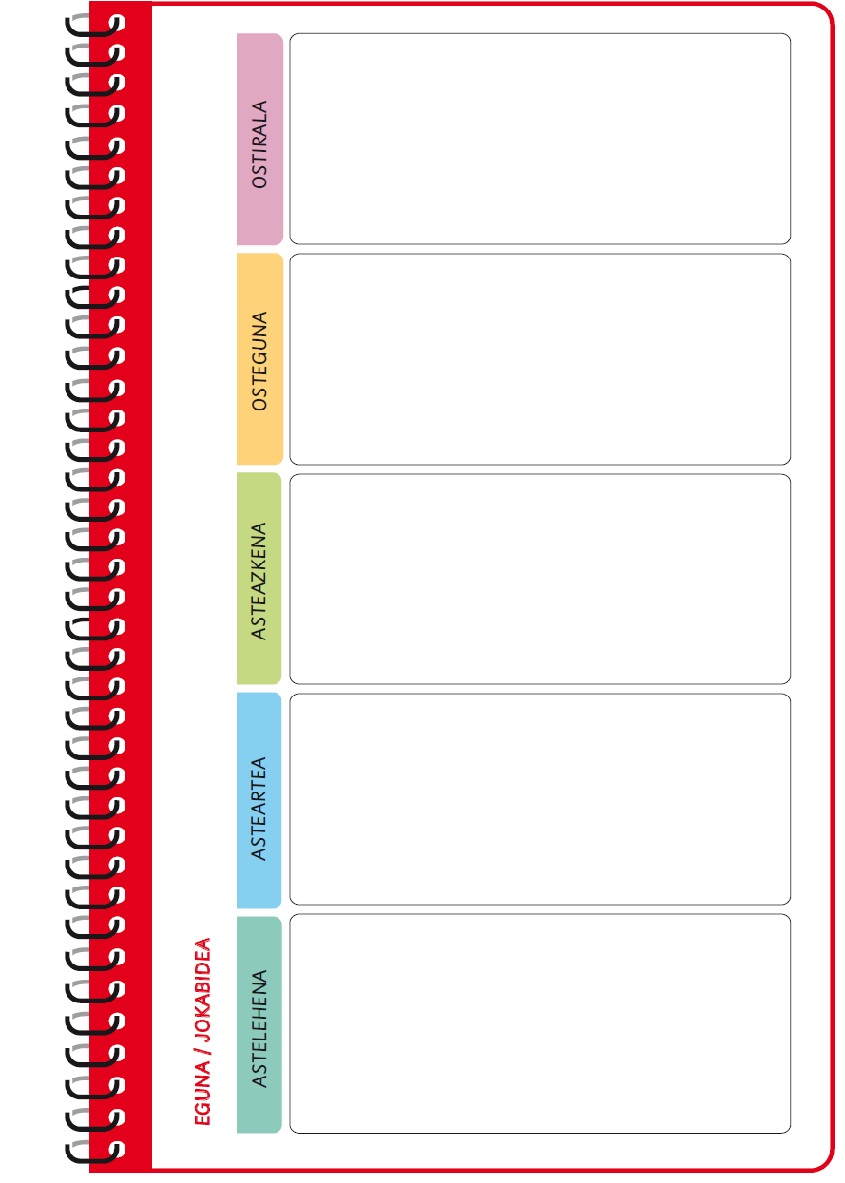 EGUNA / JOKABIDEA
ASTELEHENA
ASTEARTEA
ASTEAZKENA
OSTEGUNA
OSTIRALA